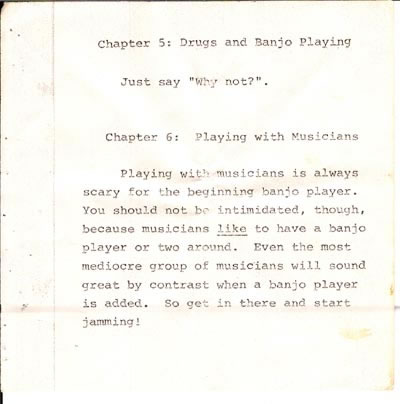 Chapter 5: Drugs and Banjo Playing
Just say "Why not?".
Chapter 6: Playing with Musicians
Playing with musicians is always
scary for the beginning banjo player.
You should not be intimidated, though,
because musicians like to have a banjo
player or two around. Even the most
mediocre group of musicians will sound
great by contrast when a banjo player
is added. So get in there and start
jamming!